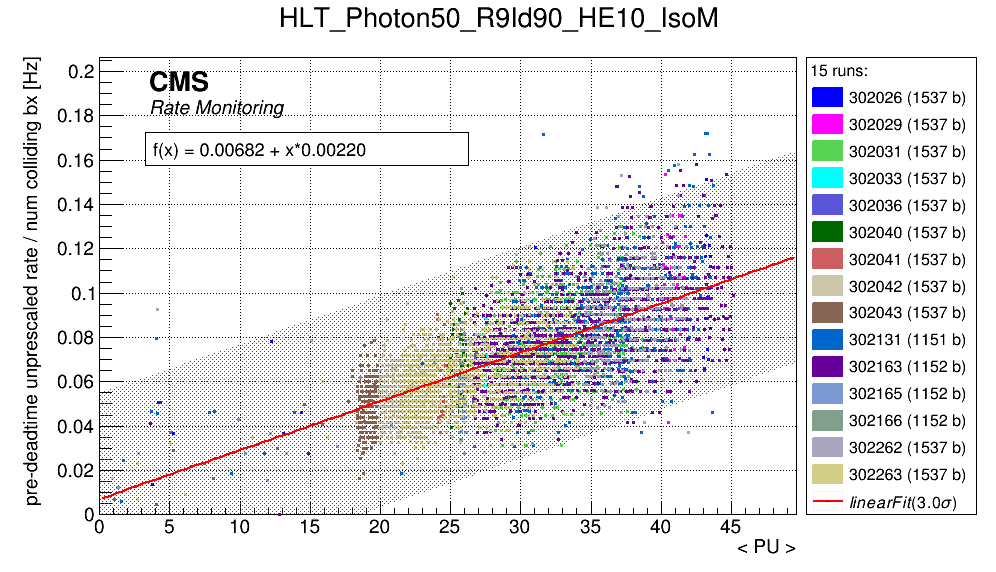 HLT_Photon50_R9Id90_HE10_IsoM
pre-deadtime unprescaled rate / num colliding bx [Hz]
0.2
0.18
0.16
0.14
0.12
0.1
0.08
0.06
0.04
0.02
0
CMS
Rate Monitoring
f(x) = 0.00682 + x*0.00220
0 5 10 15 20 25 30 35 40 45
< PU >
15 runs:
302026 (1537 b)
302029 (1537 b)
302031 (1537 b)
302033 (1537 b)
302036 (1537 b)
302040 (1537 b)
302041 (1537 b)
302042 (1537 b)
302043 (1537 b)
302131 (1151 b)
302163 (1152 b)
302165 (1152 b)
302166 (1152 b)
302262 (1537 b)
302263 (1537 b)
linearFit(3.0σ)